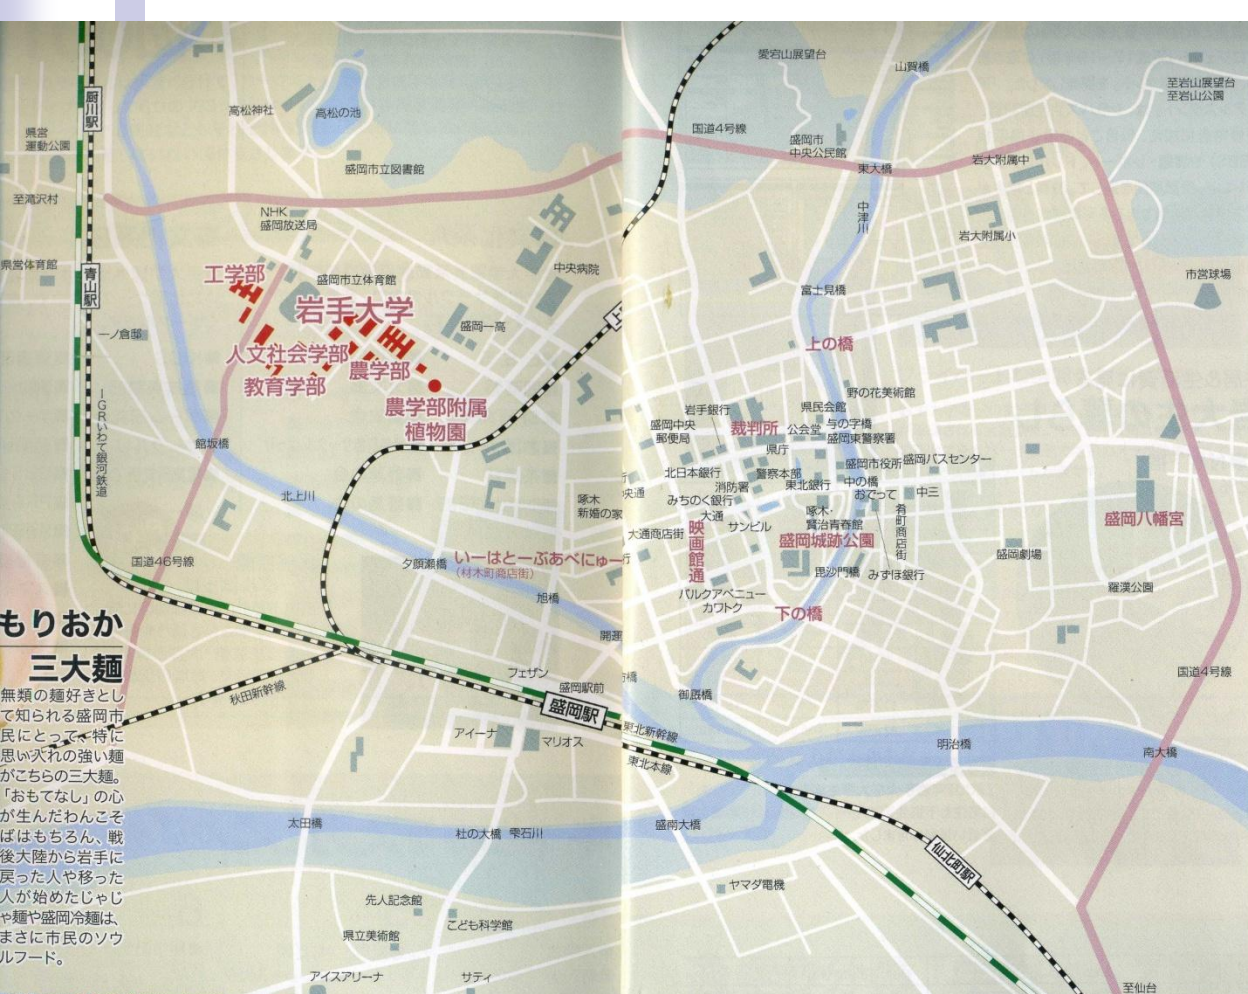 厨川駅
県営
運動公園
至滝沢村
県営体育館
青山駅
一ノ倉邸
IGRいわて銀河鉄道
高松神社
高松の池
盛岡市立図書館
NHK
盛岡放送局
工学部
盛岡市立体育館
岩手大学
盛岡一高
中央病院
人文社会学部
教育学部
農学部
農学部附属
植物園
館坂橋
北上川
国道46号線
夕顔瀬橋
いーはとーぶあべにゅー
(材木町商店街)
啄木
新婚の家
旭橋
秋田新幹線
フェザン
盛岡駅前
盛岡駅
アイーナ
マリオス
太田橋
杜の大橋
雫石川
先人記念館
こども科学館
県立美術館
アイスアリーナ
サティ
もりおか
三大麺
無類の麺好きとし
て知られる盛岡市
民にとって、特に
思い入れの強い麺
がこちらの三大麺。
「おもてなし」の心
が生んだわんこそ
ばはもちろん、戦
後大陸から岩手に
戻った人や移った
人が始めたじゃじ
ゃ麺や盛岡冷麺は、
まさに市民のソウ
ルフード。
愛宕山展望台
山賀橋
至岩山展望台
至岩山公園
国道4号線
盛岡市
中央公民館
東大橋
岩大附属中
中津川
岩大附属小
市営球場
富士見橋
上の橋
野の花美術館
岩手銀行
県民会館
盛岡中央
郵便局
裁判所
公会堂
与の字橋
盛岡東警察署
県庁
盛岡市役所
盛岡バスセンター
北日本銀行
警察本部
消防署
東北銀行
中の橋
おでって
中三
みちのく銀行
大通
サンビル
啄木・
賢治青春館
肴町商店街
大通商店街
映画館通
盛岡城跡公園
盛岡八幡宮
盛岡劇場
毘沙門橋
みずほ銀行
羅漢公園
パルクアベニュー
カワトク
下の橋
国道4号線
御厩橋
東北新幹線
東北本線
明治橋
南大橋
盛南大橋
仙北町駅
ヤマダ電機
至仙台